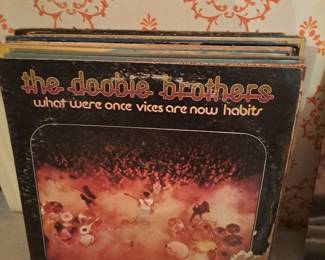 the doobie brothers
what were once vices are now habits